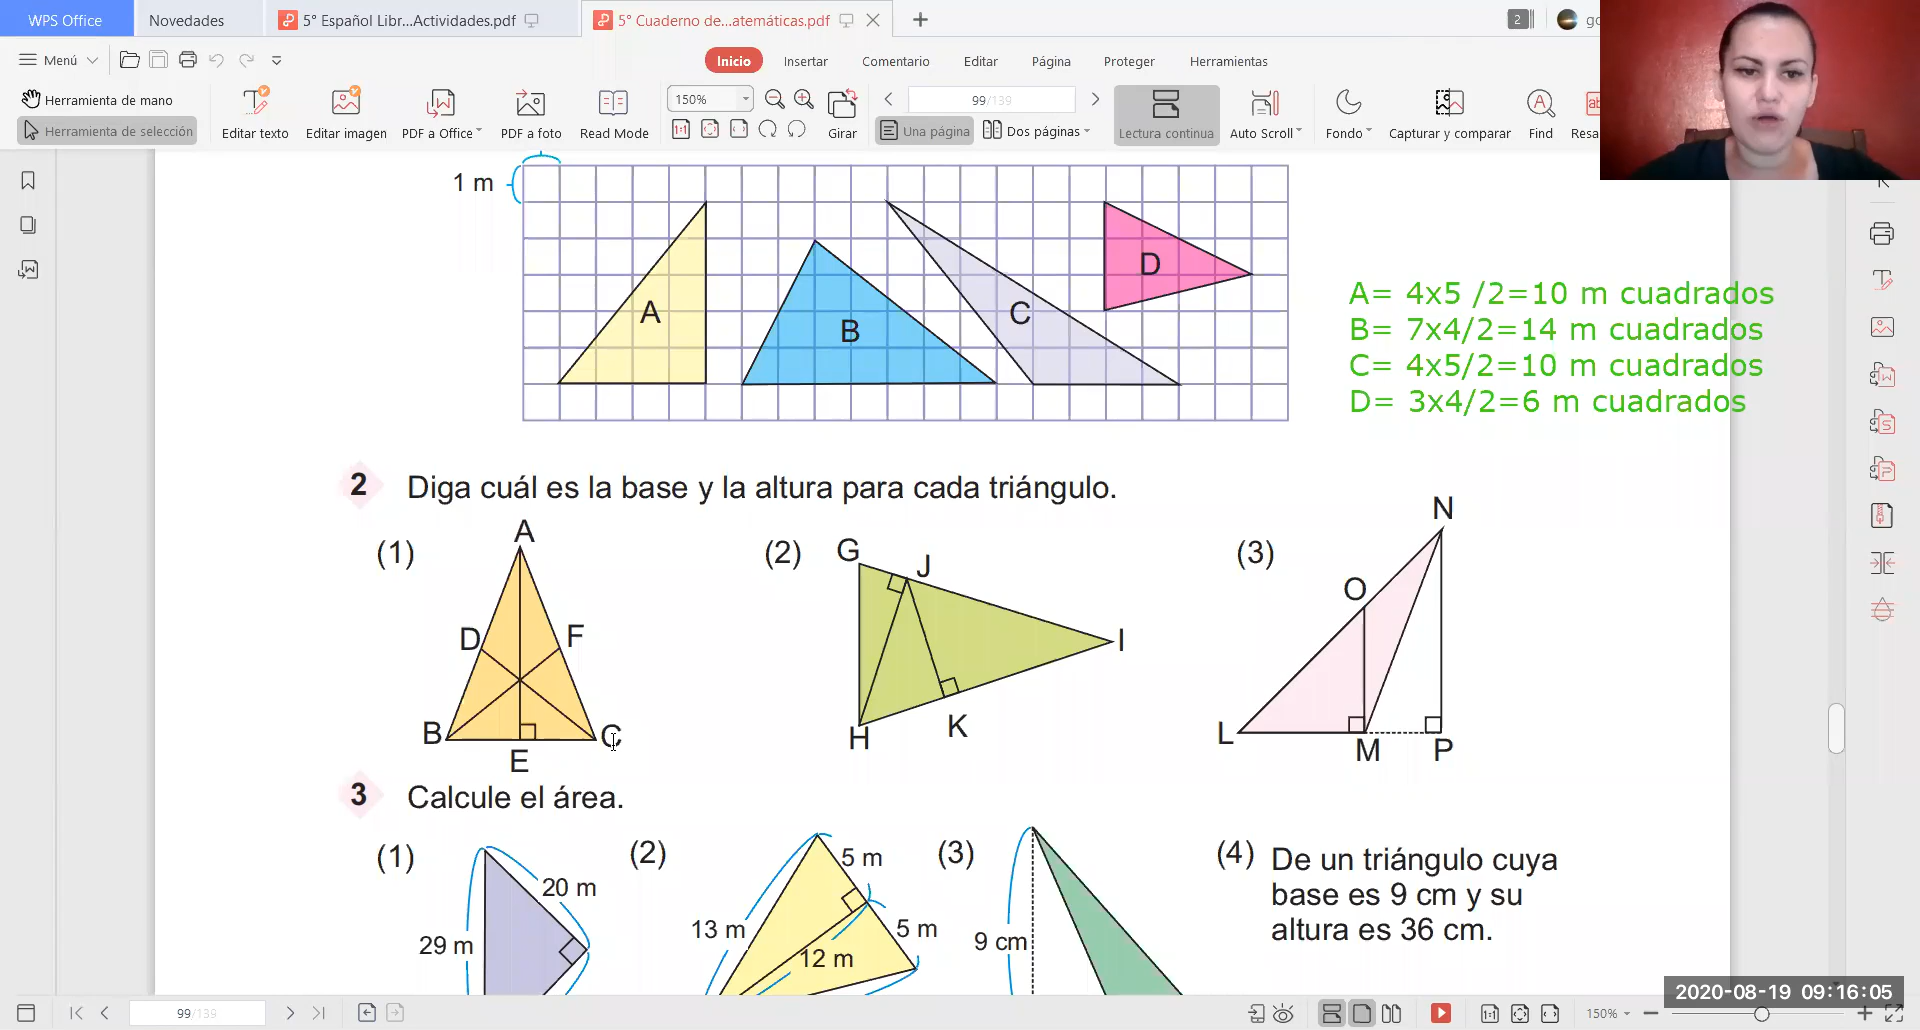 WPS Office
Novedades
5° Español Libr...Actividades.pdf
5° Cuaderno de...atemáticas.pdf
2
Menú
Inicio
Insertar
Comentario
Editar
Página
Proteger
Herramientas
Herramienta de mano
Herramienta de selección
Editar texto
Editar imagen
PDF a Office
PDF a foto
Read Mode
150%
Girar
99/139
Una página
Dos páginas
Lectura continua
Auto Scroll
Fondo
Capturar y comparar
Find
1 m
A
B
C
D
A= 4x5 /2=10 m cuadrados
B= 7x4/2=14 m cuadrados
C= 4x5/2=10 m cuadrados
D= 3x4/2=6 m cuadrados
2 Diga cuál es la base y la altura para cada triángulo.
(1)
A
D
F
B
C
E
(2)
G
J
I
H
K
(3)
N
O
L
M
P
3 Calcule el área.
(1)
20 m
29 m
(2)
5 m
13 m
5 m
12 m
(3)
9 cm
(4) De un triángulo cuya
base es 9 cm y su
altura es 36 cm.
2020-08-19 09:16:05
99/139
150%